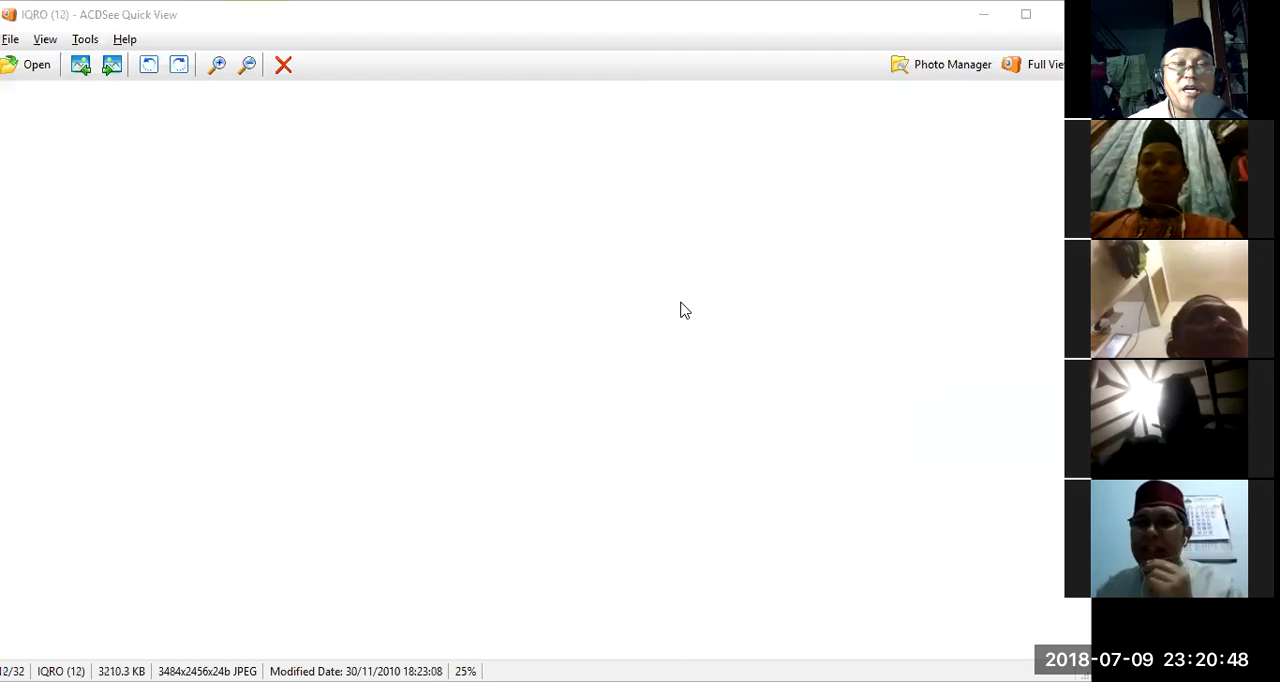 IQRO (12) - ACDSee Quick View
File View Tools Help
Open Photo Manager Full Vie
12/32 IQRO (12) 3210.3 KB 3484x2456x24b JPEG Modified Date: 30/11/2010 18:23:08 25%
2018-07-09 23:20:48